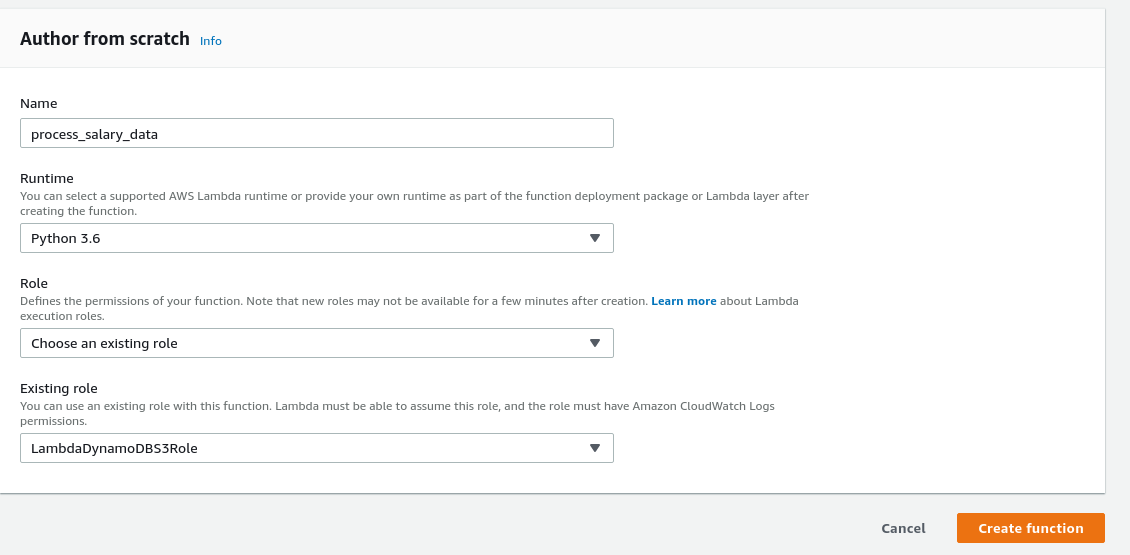 Author from scratch Info
Name
process_salary_data
Runtime
You can select a supported AWS Lambda runtime or provide your own runtime as part of the function deployment package or Lambda layer after
creating the function.
Python 3.6
Role
Defines the permissions of your function. Note that new roles may not be available for a few minutes after creation. Learn more about Lambda
execution roles.
Choose an existing role
Existing role
You can use an existing role with this function. Lambda must be able to assume this role, and the role must have Amazon CloudWatch Logs
permissions.
LambdaDynamoDBS3Role
Cancel Create function